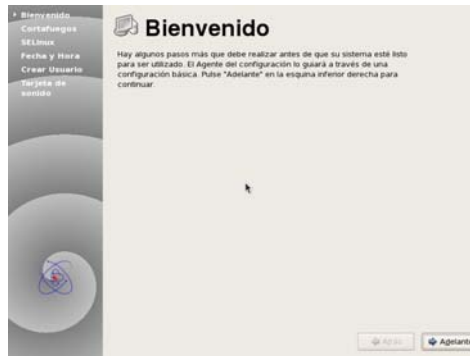 Bienvenido
Cortafuegos
SELinux
Fecha y Hora
Crear Usuario
Tarjeta de
sonido
Bienvenido
Hay algunos pasos más que debe realizar antes de que su sistema esté listo
para ser utilizado. El Agente del configuración lo guiará a través de una
configuración básica. Pulse "Adelante" en la esquina inferior derecha para
continuar.
Atrás
Adelante